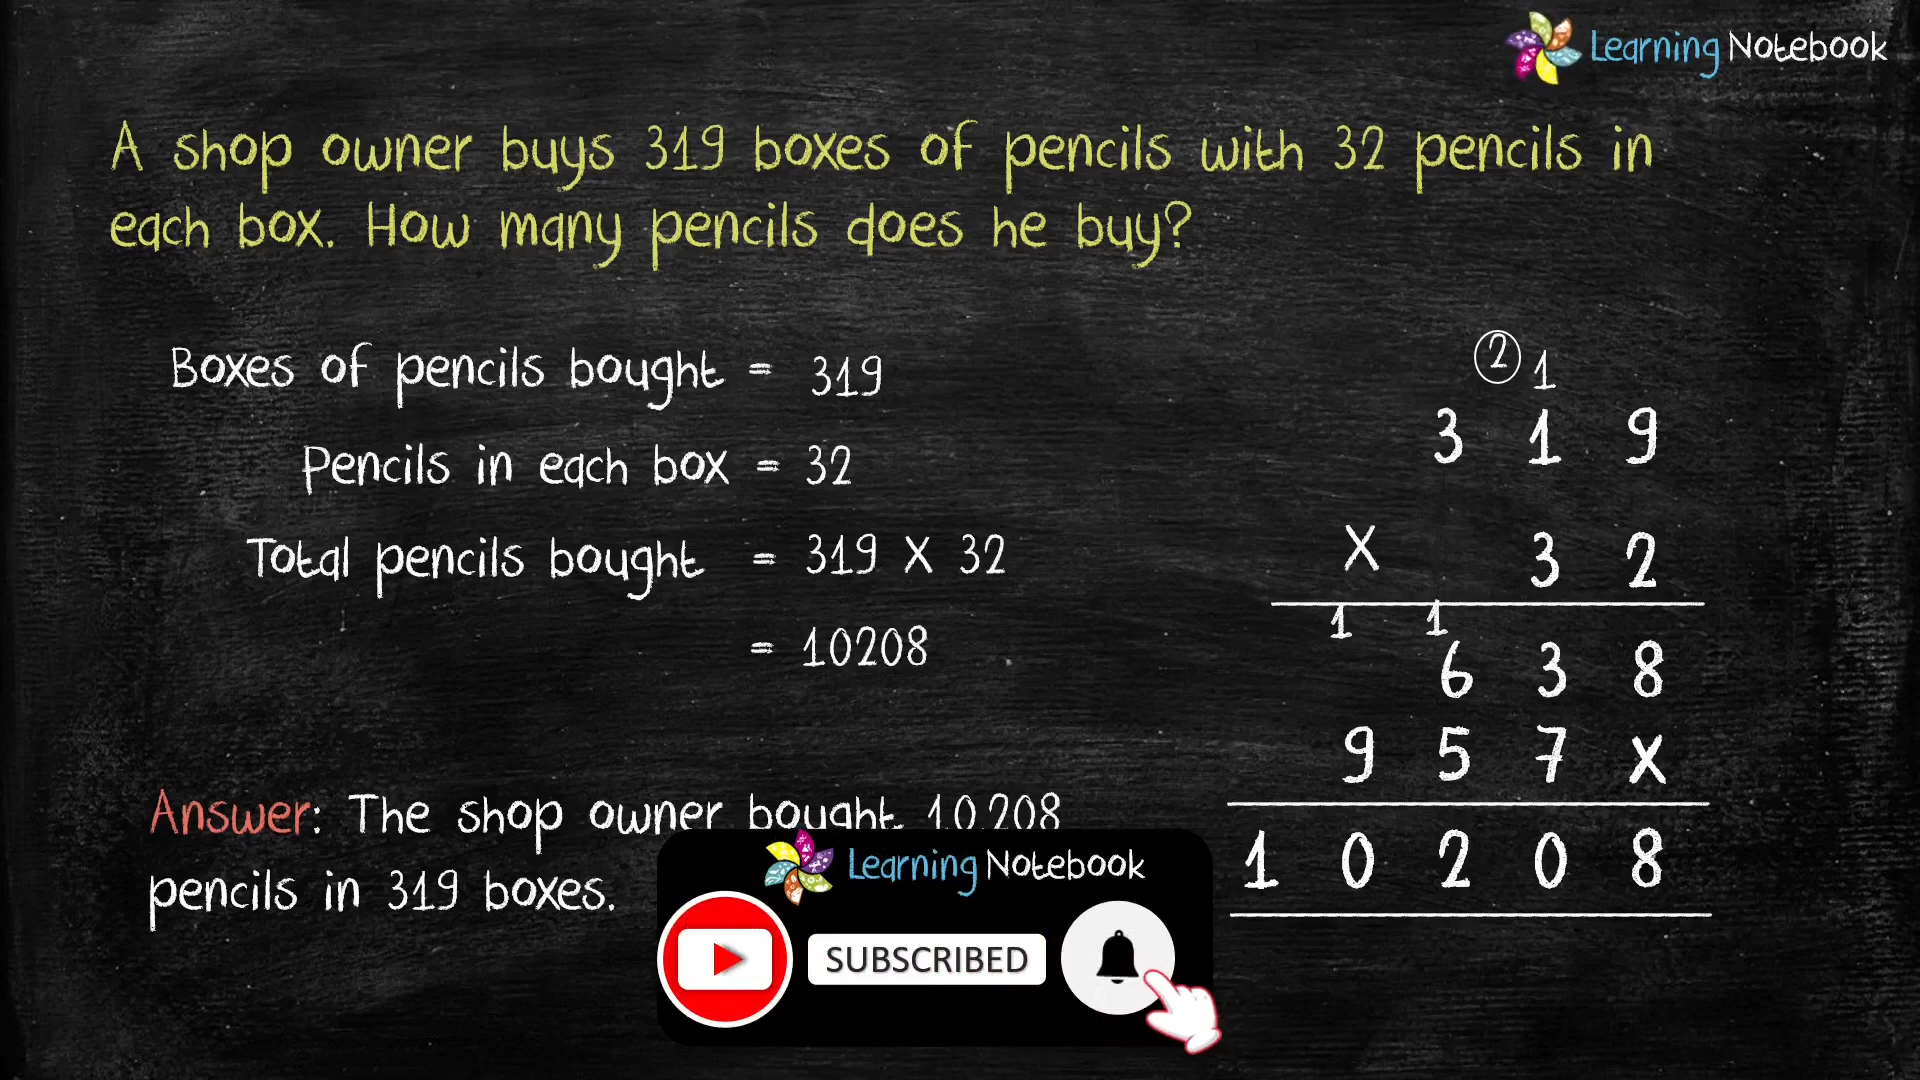 Learning Notebook
A shop owner buys 319 boxes of pencils with 32 pencils in
each box. How many pencils does he buy?
Boxes of pencils bought = 319
Pencils in each box = 32
Total pencils bought = 319 X 32
= 10208
Answer: The shop owner bought 10,208
pencils in 319 boxes.
2 1
3 1 9
X 3 2
1 1
6 3 8
9 5 7 X
1 0 2 0 8
Learning Notebook
SUBSCRIBED